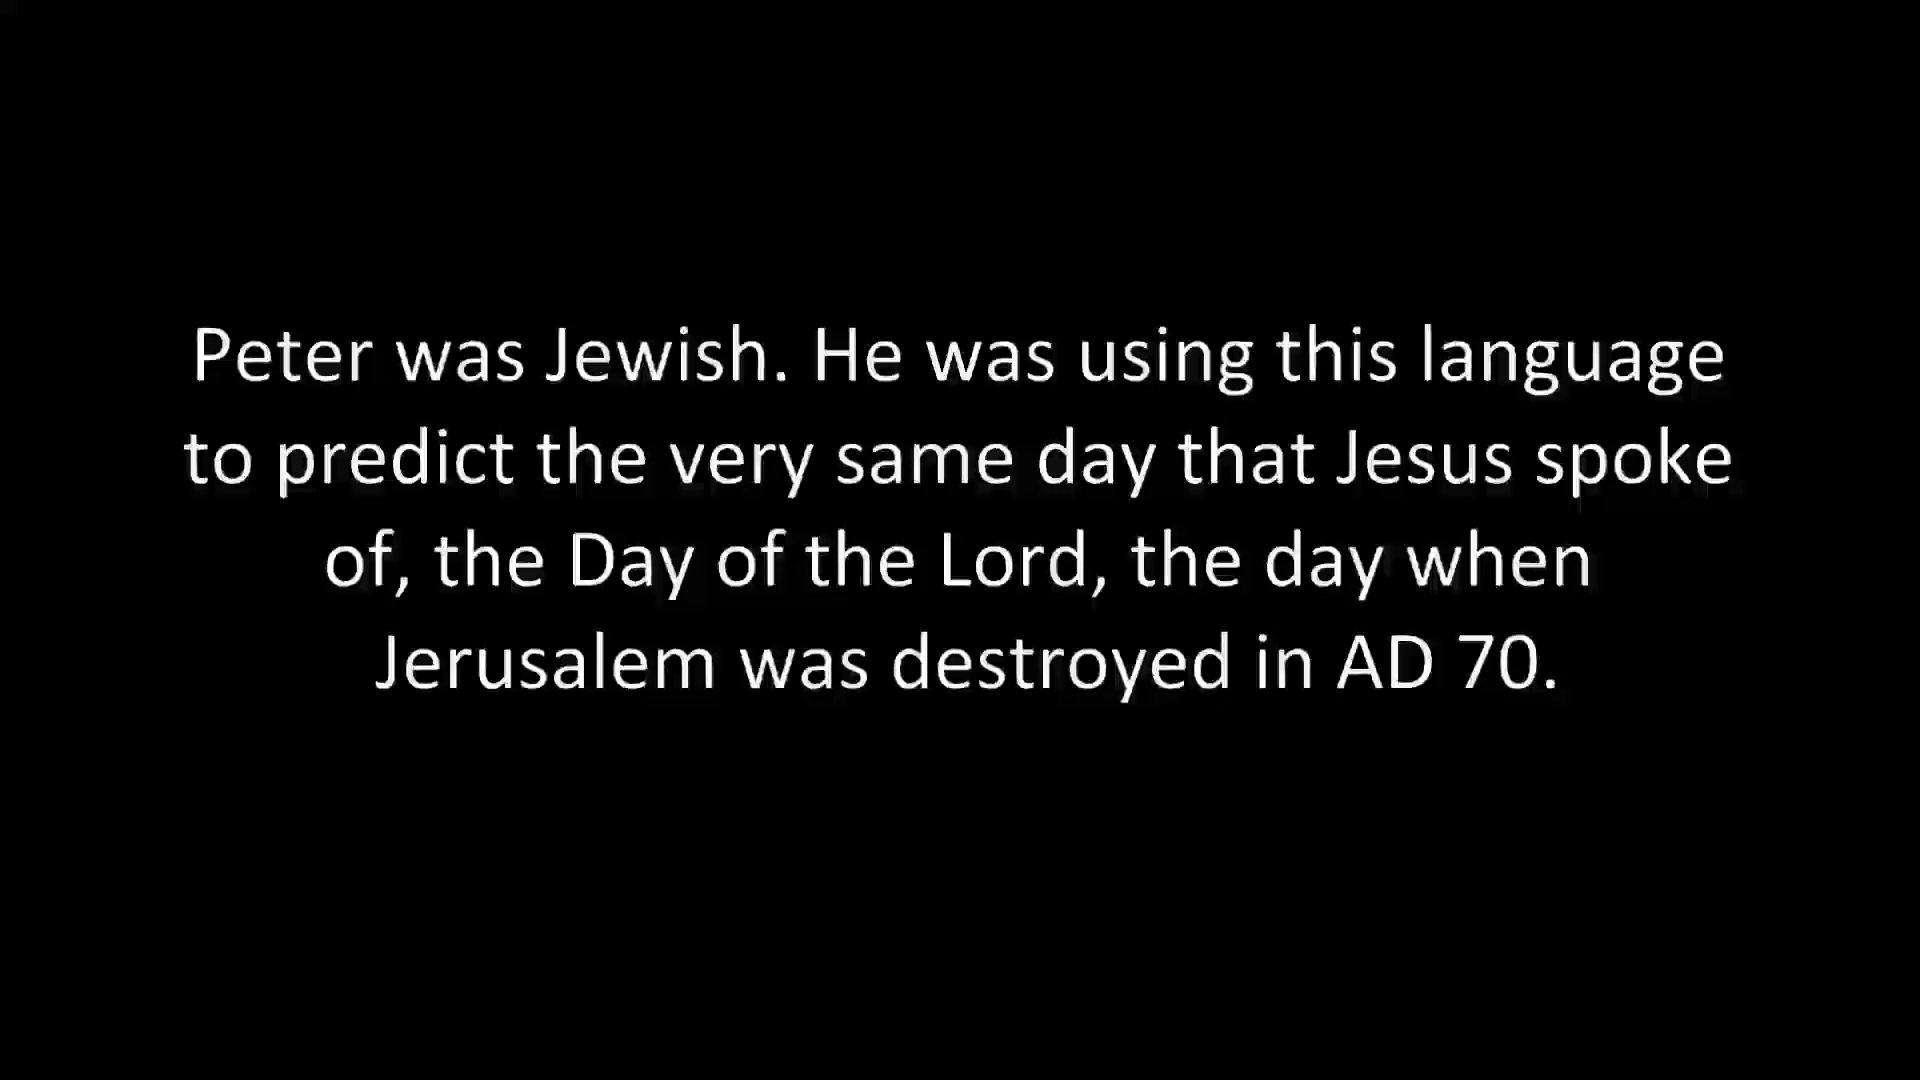 Peter was Jewish. He was using this language
to predict the very same day that Jesus spoke
of, the Day of the Lord, the day when
Jerusalem was destroyed in AD 70.